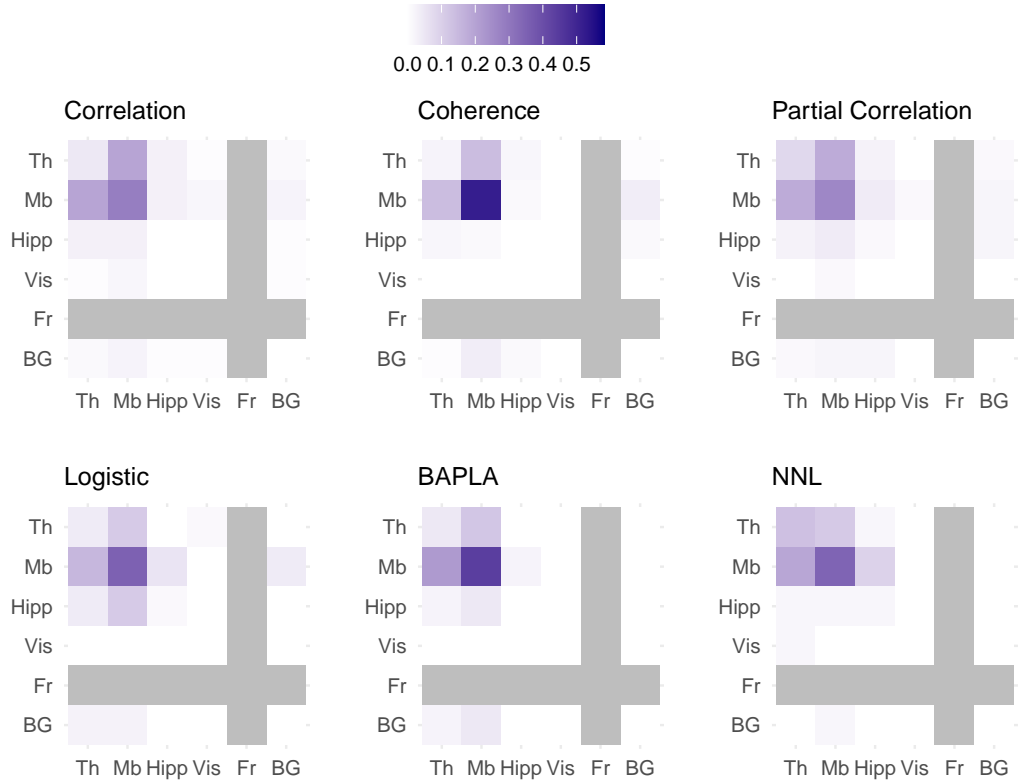 0.0 0.1 0.2 0.3 0.4 0.5
Correlation
Th
Mb
Hipp
Vis
Fr
BG
Th Mb Hipp Vis Fr BG
Coherence
Th
Mb
Hipp
Vis
Fr
BG
Th Mb Hipp Vis Fr BG
Partial Correlation
Th
Mb
Hipp
Vis
Fr
BG
Th Mb Hipp Vis Fr BG
Logistic
Th
Mb
Hipp
Vis
Fr
BG
Th Mb Hipp Vis Fr BG
BAPLA
Th
Mb
Hipp
Vis
Fr
BG
Th Mb Hipp Vis Fr BG
NNL
Th
Mb
Hipp
Vis
Fr
BG
Th Mb Hipp Vis Fr BG